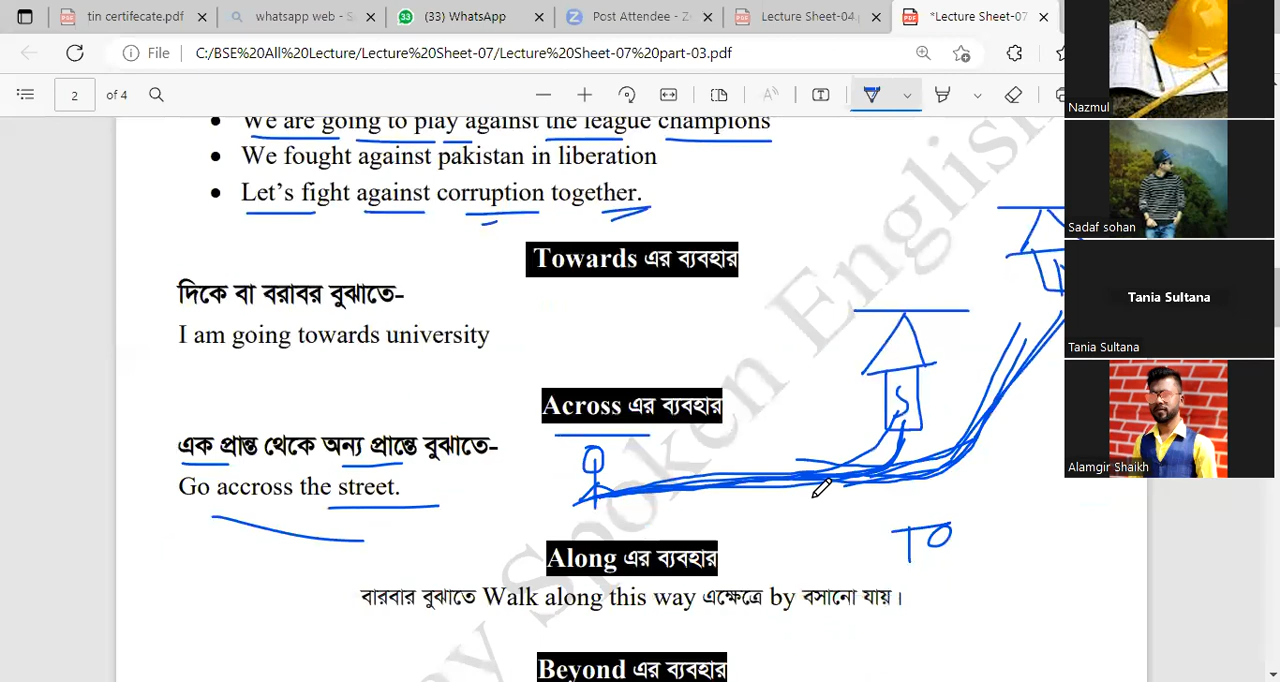 tin certifecate.pdf
whatsapp web - S
33
(33) WhatsApp
Post Attendee - Z
Lecture Sheet-04
*Lecture Sheet-07
File
C:/BSE%20All%20Lecture/Lecture%20Sheet-07/Lecture%20Sheet-07%20part-03.pdf
2 of 4
We are going to play against the league champions
We fought against pakistan in liberation
Let's fight against corruption together.
Towards এর ব্যবহার
দিকে বা বরাবর বুঝাতে-
I am going towards university
Across এর ব্যবহার
এক প্রান্ত থেকে অন্য প্রান্তে বুঝাতে-
Go accross the street.
S
TO
Along এর ব্যবহার
বারবার বুঝাতে Walk along this way এক্ষেত্রে by বসানো যায়।
Beyond এর ব্যবহার
Spoken English
Nazmul
Sadaf sohan
Tania Sultana
Tania Sultana
Alamgir Shaikh